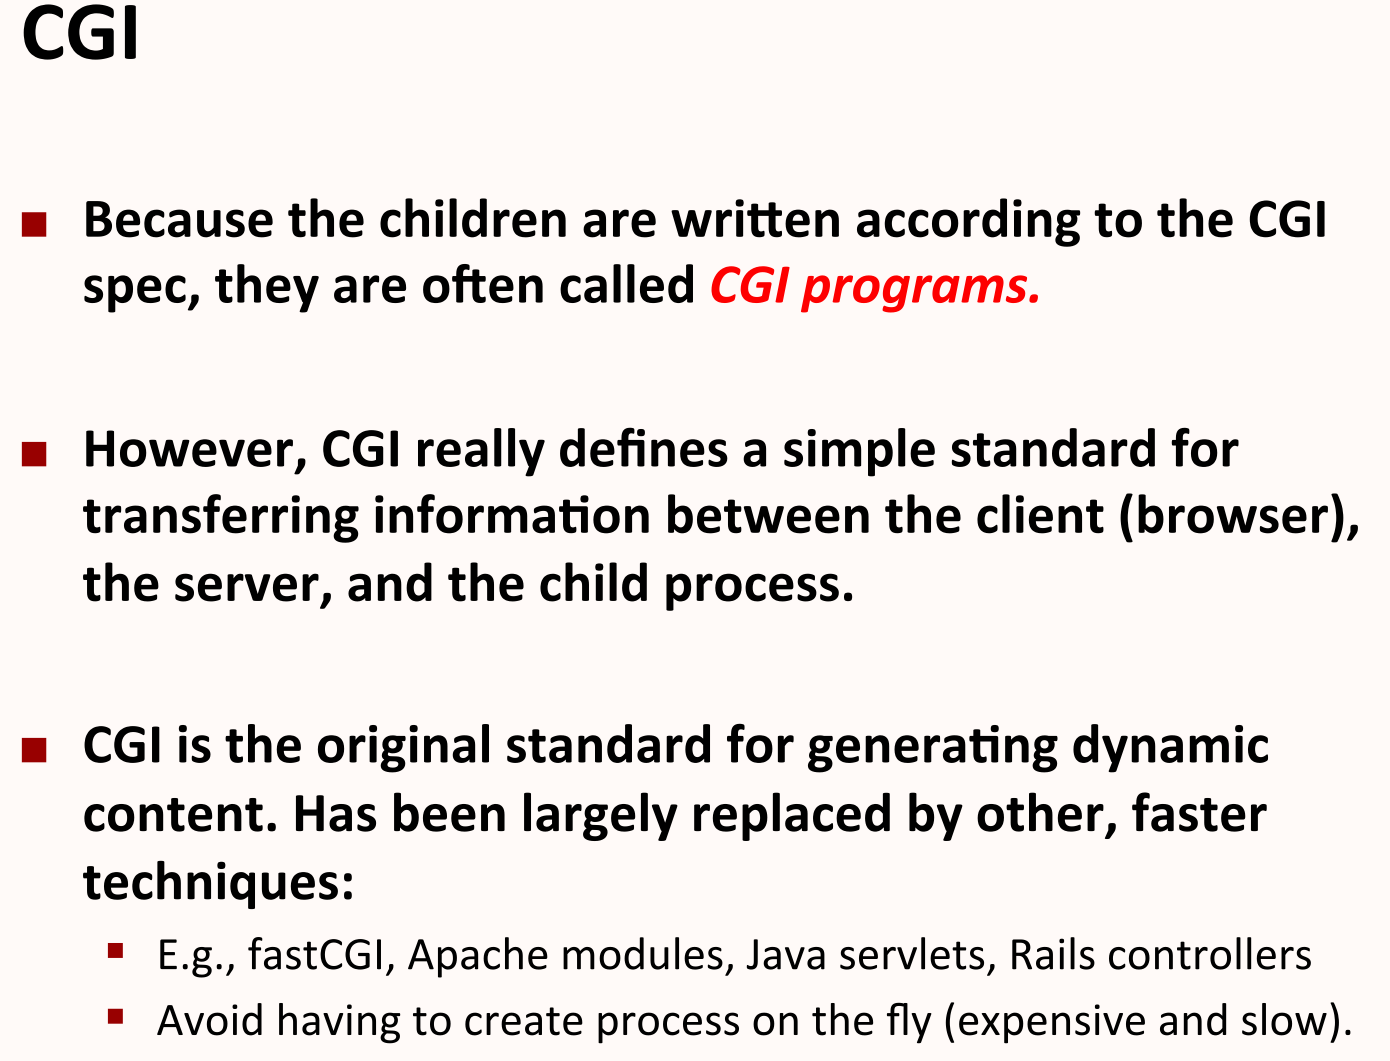 CGI
Because the children are written according to the CGI
spec, they are often called CGI programs.
However, CGI really defines a simple standard for
transferring information between the client (browser),
the server, and the child process.
CGI is the original standard for generating dynamic
content. Has been largely replaced by other, faster
techniques:
E.g., fastCGI, Apache modules, Java servlets, Rails controllers
Avoid having to create process on the fly (expensive and slow).